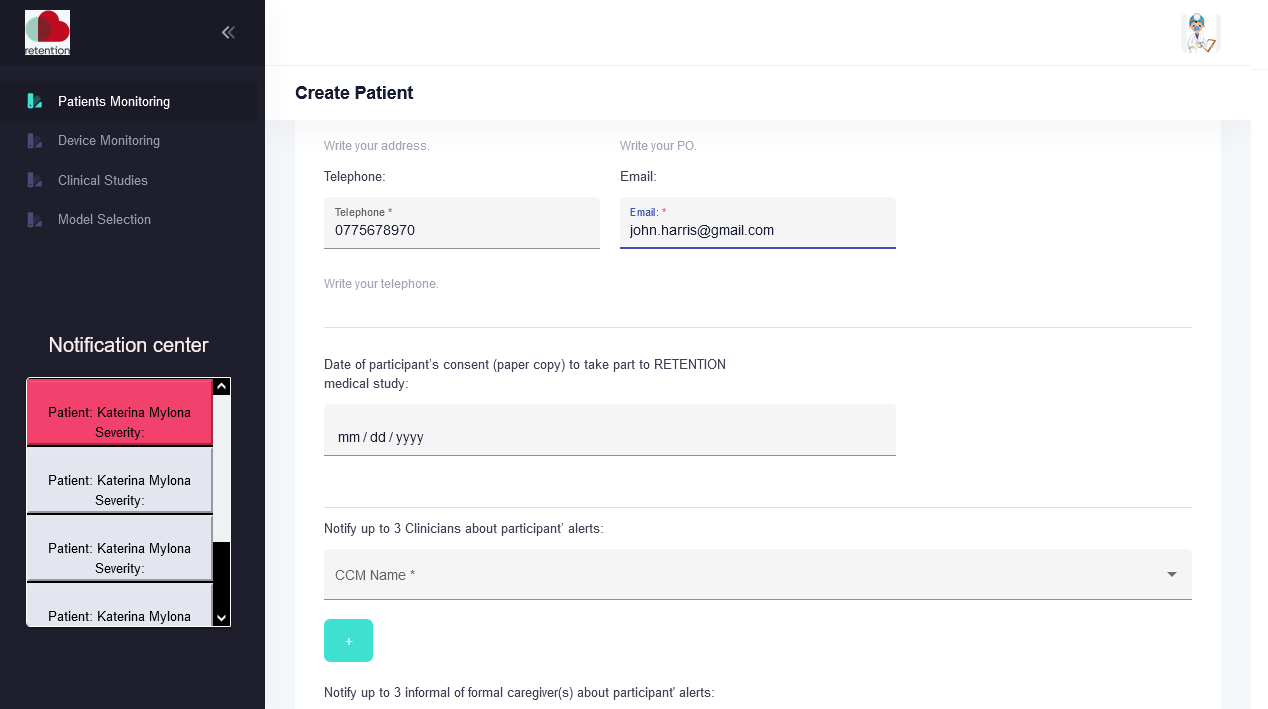 retention
Patients Monitoring
Device Monitoring
Clinical Studies
Model Selection
Notification center
Patient: Katerina Mylona
Severity:
Patient: Katerina Mylona
Severity:
Patient: Katerina Mylona
Severity:
Patient: Katerina Mylona
Create Patient
Write your address. Write your PO.
Telephone: Email:
Telephone * Email: *
0775678970 john.harris@gmail.com
Write your telephone.
Date of participant's consent (paper copy) to take part to RETENTION
medical study:
mm / dd / yyyy
Notify up to 3 Clinicians about participant' alerts:
CCM Name *
+
Notify up to 3 informal of formal caregiver(s) about participant' alerts: